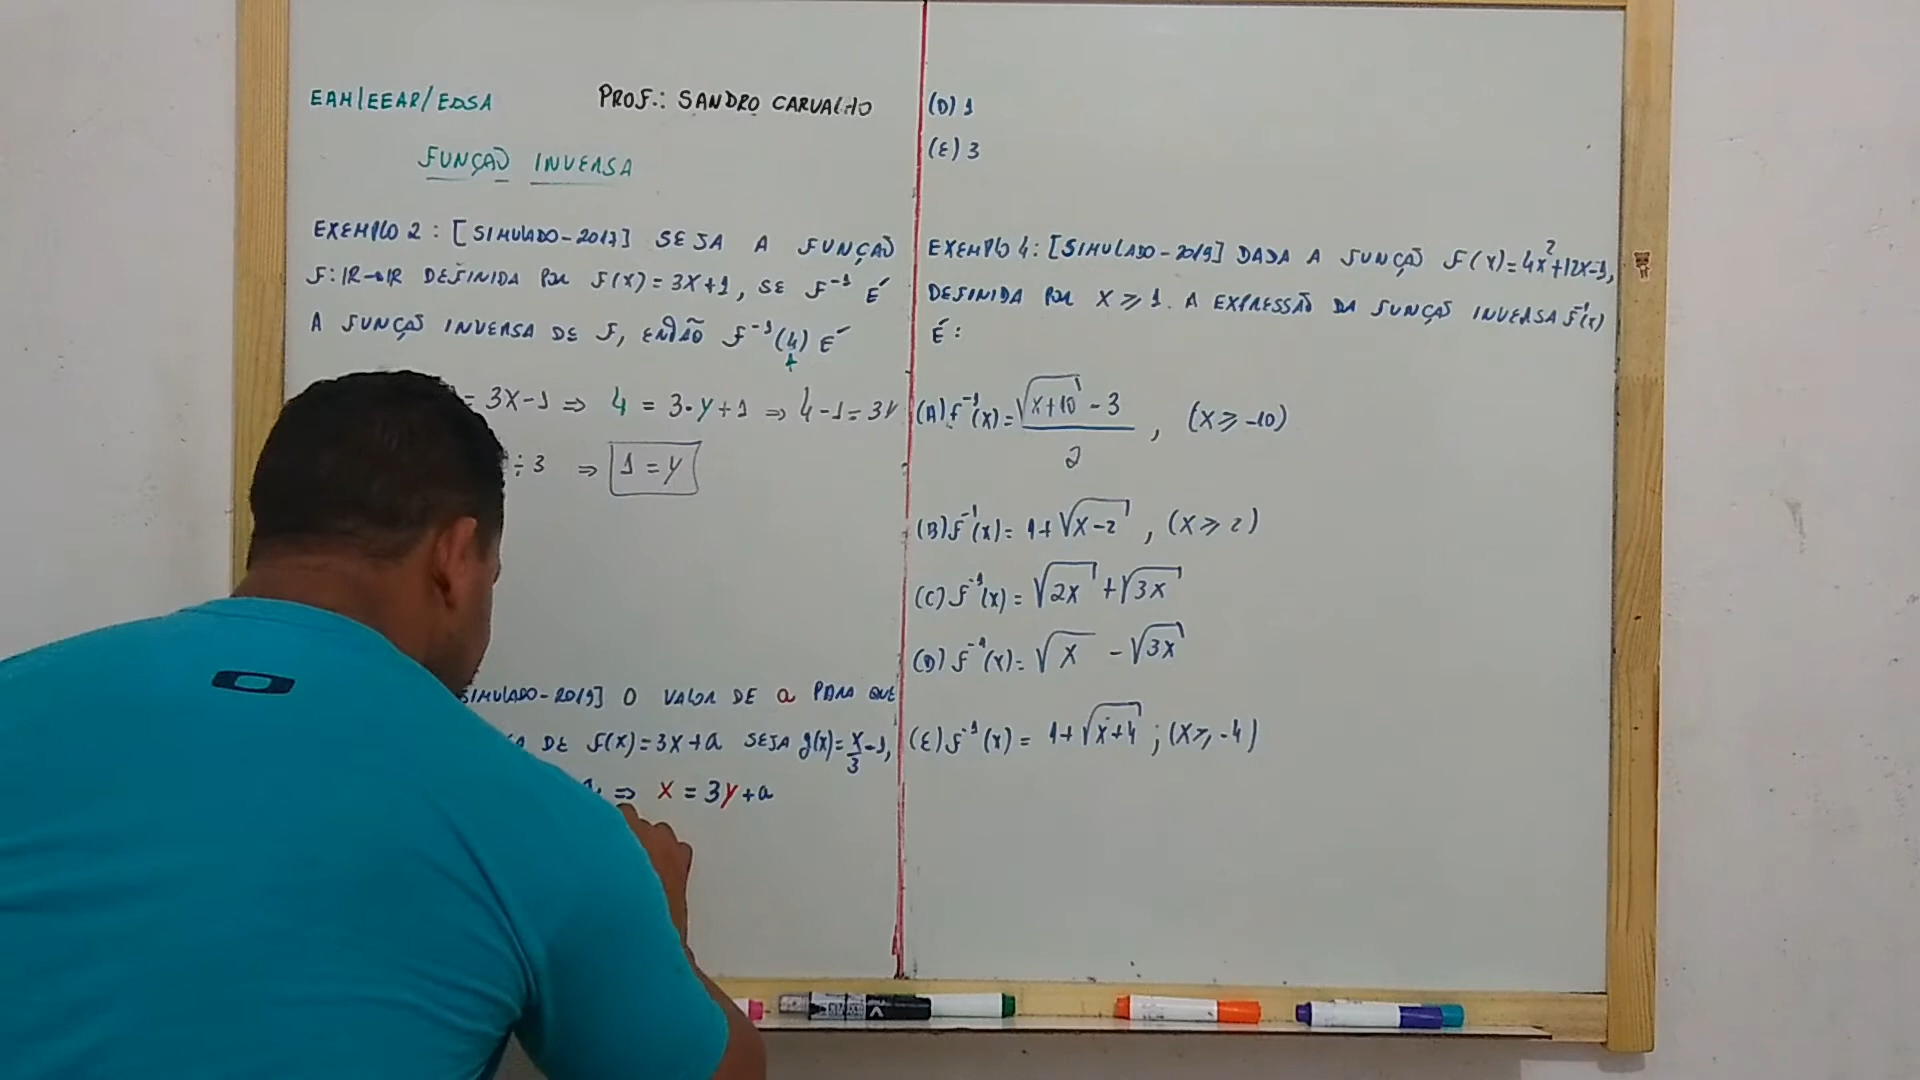 EAM/EEAR/EDSA
PROF.: SANDRO CARVALHO
FUNÇÃO INVERSA
EXEMPLO 2: [SIMULADO-2017] SEJA A FUNÇÃO
F: IR→IR DEFINIDA POR F(X)=3X+1, SE F⁻¹ É
A FUNÇÃO INVERSA DE F, ENTÃO F⁻¹(4) É
= 3X-1 ⇒ 4 = 3·Y+1 ⇒ 4-1=3Y
÷3 ⇒ 1=Y
SIMULADO-2019] O VALOR DE a PARA QUE
DE F(X)=3X+a SEJA g(X)=X/3-1,
⇒ X = 3Y+a
(D) 1
(E) 3
EXEMPLO 4: [SIMULADO-2019] DADA A FUNÇÃO F(X)=4X²+12X-1,
DEFINIDA POR X ⩾ 1. A EXPRESSÃO DA FUNÇÃO INVERSA F⁻¹(X)
É:
(A) f⁻¹(X)= (√(X+10) - 3)/2 , (X ⩾ -10)
(B) F⁻¹(X)= 1+√(X-2) , (X ⩾ 2)
(C) F⁻¹(X)= √(2X) + √(3X)
(D) F⁻¹(X)= √X - √(3X)
(E) F⁻¹(X)= 1+√(X+4) ; (X ⩾ -4)